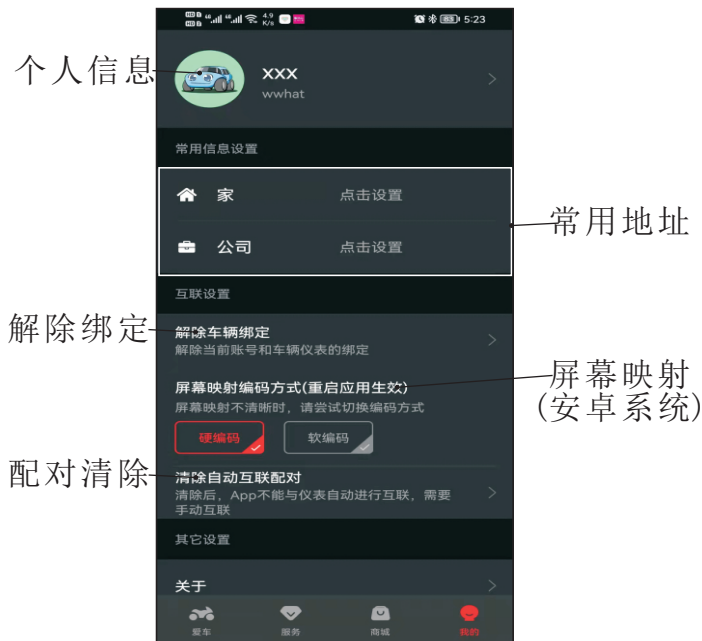 4.9
K/s
5:23
个人信息
xxx
wwhat
常用信息设置
家 点击设置
常用地址
公司 点击设置
互联设置
解除绑定
解除车辆绑定
解除当前账号和车辆仪表的绑定
屏幕映射
(安卓系统)
屏幕映射编码方式(重启应用生效)
屏幕映射不清晰时，请尝试切换编码方式
硬编码 软编码
配对清除
清除自动互联配对
清除后，App不能与仪表自动进行互联，需要
手动互联
其它设置
关于
爱车 服务 商城 我的